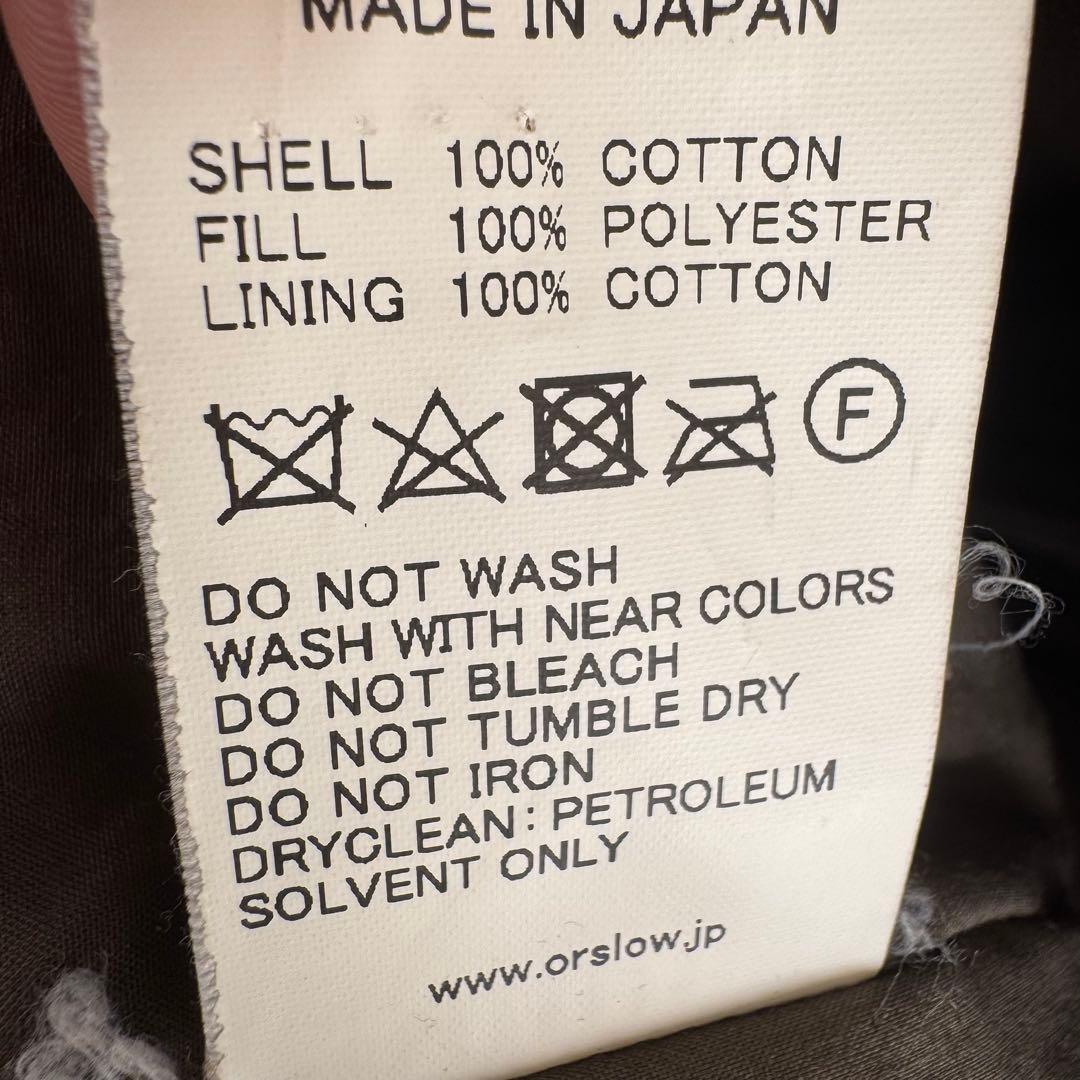 MADE IN JAPAN
SHELL 100% COTTON
FILL 100% POLYESTER
LINING 100% COTTON
F
DO NOT WASH
WASH WITH NEAR COLORS
DO NOT BLEACH
DO NOT TUMBLE DRY
DO NOT IRON
DRYCLEAN: PETROLEUM
SOLVENT ONLY
www.orslow.jp